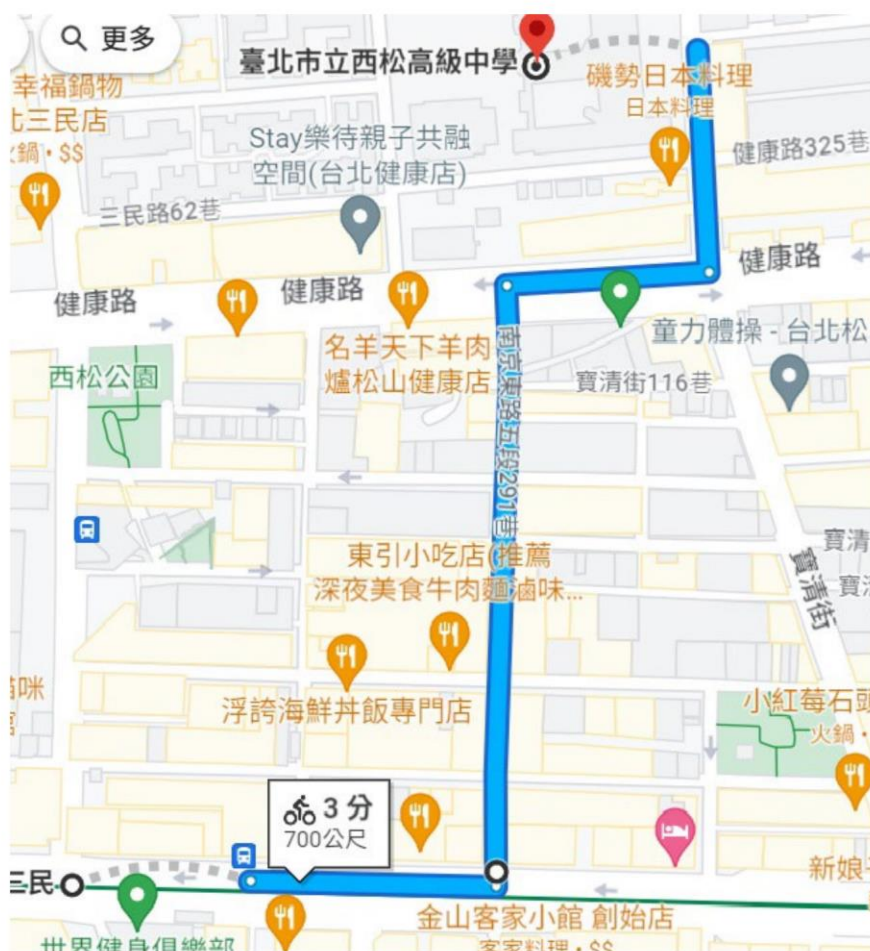 更多
臺北市立西松高級中學
幸福鍋物
北三民店
火鍋·$$
磯勢日本料理
日本料理
Stay樂待親子共融
空間(台北健康店)
健康路325巷
三民路62巷
健康路
健康路
健康路
名羊天下羊肉
爐松山健康店
童力體操 - 台北松
西松公園
寶清街116巷
南京東路五段291巷
東引小吃店(推薦
深夜美食牛肉麵滷味...
寶清
寶清街
浮誇海鮮丼飯專門店
小紅莓石頭
火鍋·
3 分
700公尺
三民
新娘
金山客家小館 創始店
客家料理·$$
世界健身俱樂部